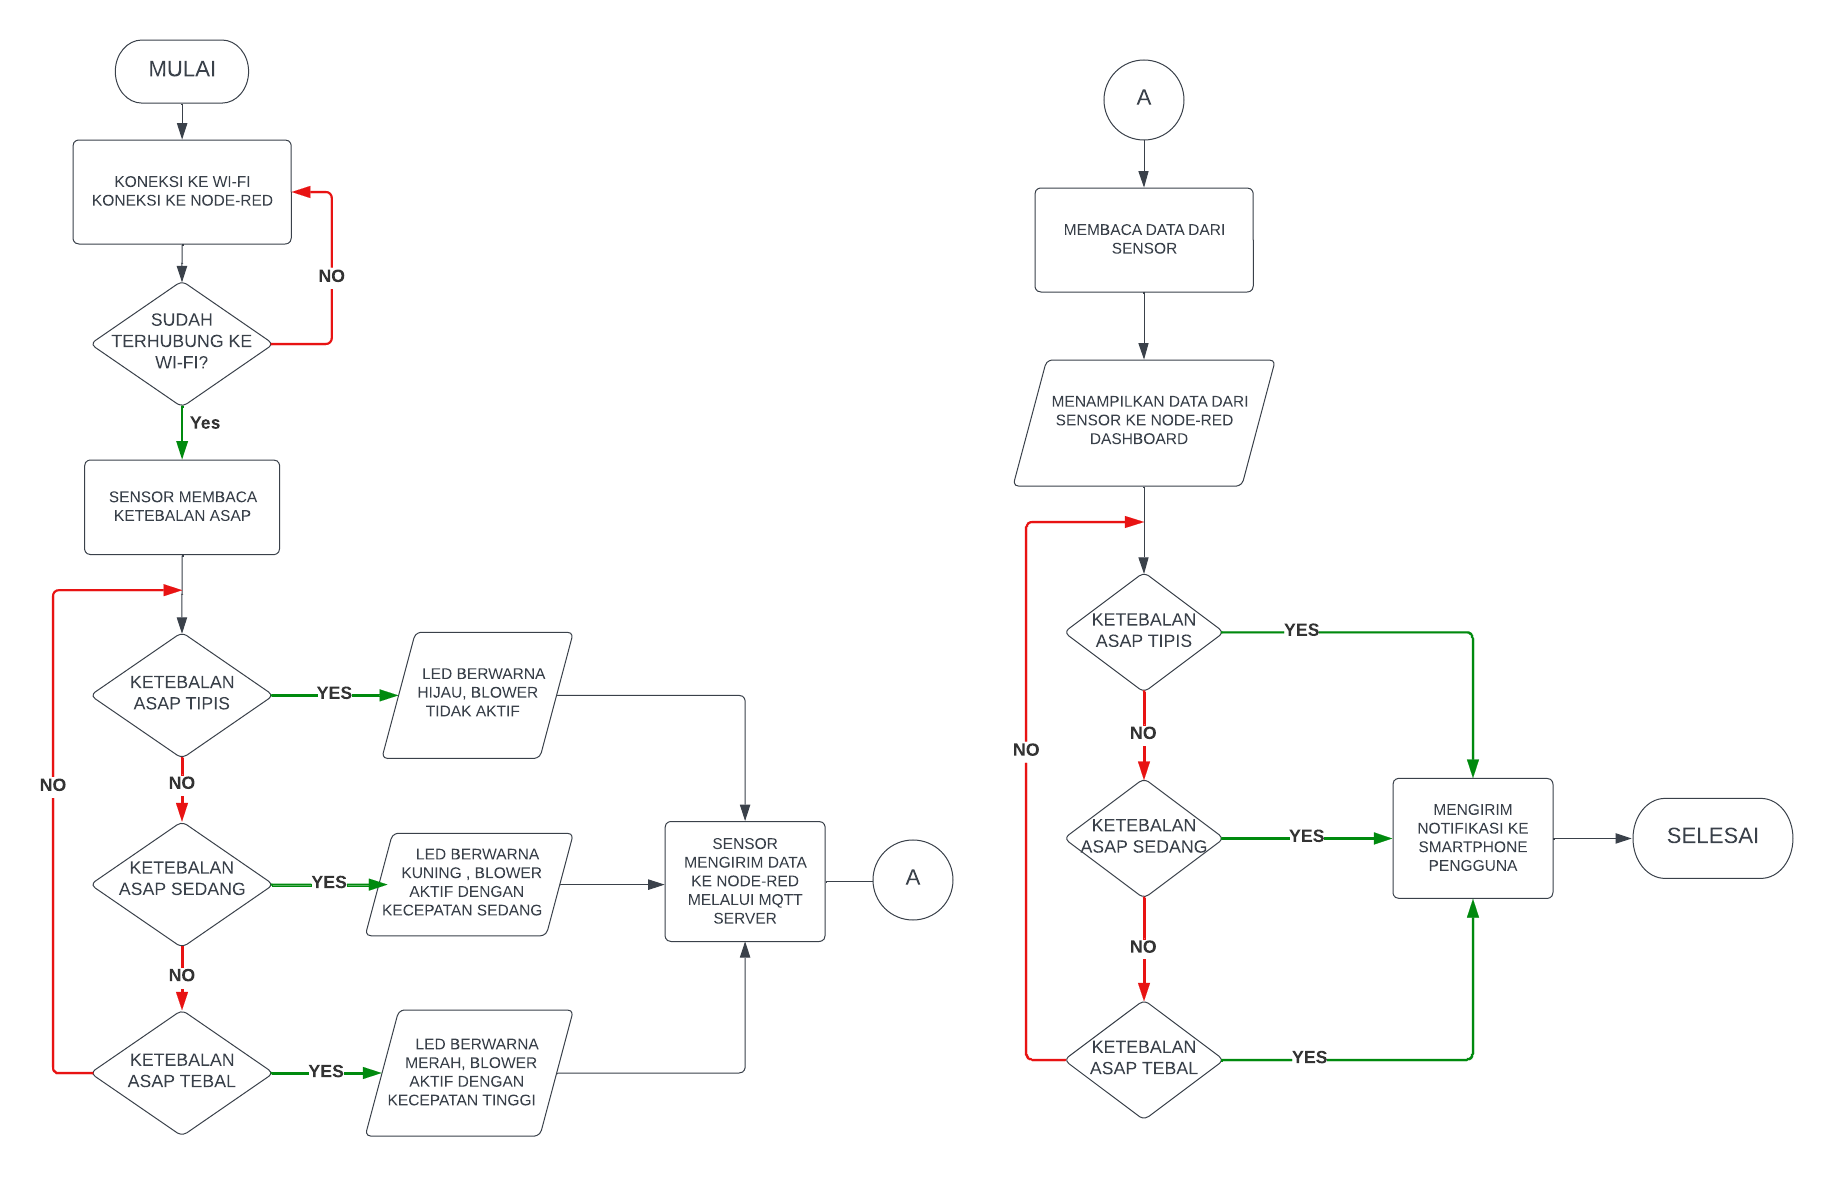 MULAI
KONEKSI KE WI-FI
KONEKSI KE NODE-RED
NO
SUDAH
TERHUBUNG KE
WI-FI?
Yes
SENSOR MEMBACA
KETEBALAN ASAP
KETEBALAN
ASAP TIPIS
YES
LED BERWARNA
HIJAU, BLOWER
TIDAK AKTIF
NO
NO
KETEBALAN
ASAP SEDANG
YES
LED BERWARNA
KUNING , BLOWER
AKTIF DENGAN
KECEPATAN SEDANG
NO
KETEBALAN
ASAP TEBAL
YES
LED BERWARNA
MERAH, BLOWER
AKTIF DENGAN
KECEPATAN TINGGI
SENSOR
MENGIRIM DATA
KE NODE-RED
MELALUI MQTT
SERVER
A
A
MEMBACA DATA DARI
SENSOR
MENAMPILKAN DATA DARI
SENSOR KE NODE-RED
DASHBOARD
KETEBALAN
ASAP TIPIS
YES
NO
NO
KETEBALAN
ASAP SEDANG
YES
NO
KETEBALAN
ASAP TEBAL
YES
MENGIRIM
NOTIFIKASI KE
SMARTPHONE
PENGGUNA
SELESAI